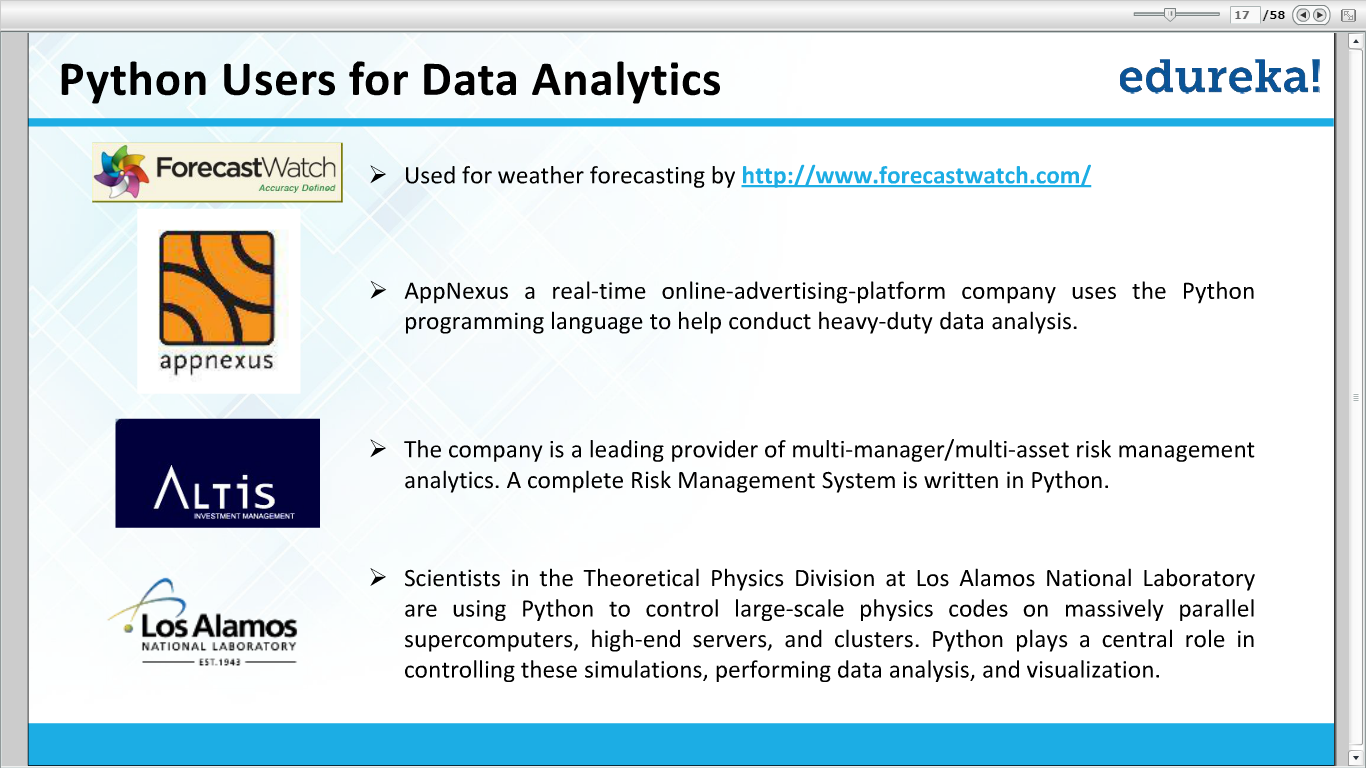 17 /58
Python Users for Data Analytics
edureka!
ForecastWatch
Accuracy Defined
➢ Used for weather forecasting by http://www.forecastwatch.com/
appnexus
➢ AppNexus a real-time online-advertising-platform company uses the Python
programming language to help conduct heavy-duty data analysis.
ALTiS
INVESTMENT MANAGEMENT
➢ The company is a leading provider of multi-manager/multi-asset risk management
analytics. A complete Risk Management System is written in Python.
Los Alamos
NATIONAL LABORATORY
EST.1943
➢ Scientists in the Theoretical Physics Division at Los Alamos National Laboratory
are using Python to control large-scale physics codes on massively parallel
supercomputers, high-end servers, and clusters. Python plays a central role in
controlling these simulations, performing data analysis, and visualization.